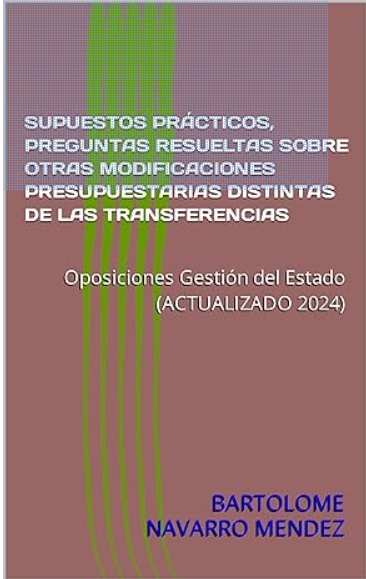 SUPUESTOS PRÁCTICOS,
PREGUNTAS RESUELTAS SOBRE
OTRAS MODIFICACIONES
PRESUPUESTARIAS DISTINTAS
DE LAS TRANSFERENCIAS
Oposiciones Gestión del Estado
(ACTUALIZADO 2024)
BARTOLOME
NAVARRO MENDEZ